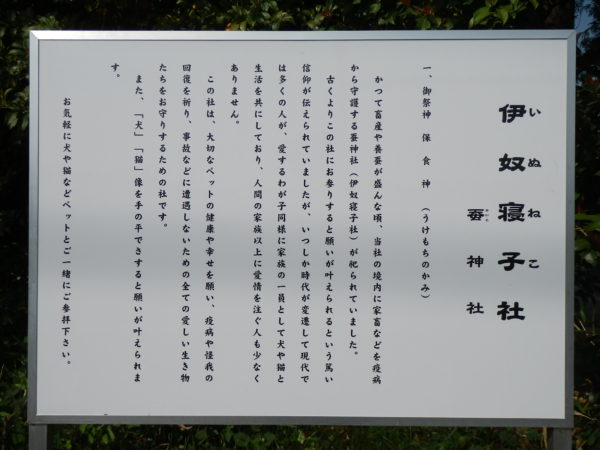 伊奴寝子社
いぬねこ
蚕神社
一、御祭神　保食神　（うけもちのかみ）
かつて畜産や養蚕が盛んな頃、当社の境内に家畜などを疫病
から守護する蚕神社（伊奴寝子社）が祀られていました。
古くよりこの社にお参りすると願いが叶えられるという篤い
信仰が伝えられていましたが、いつしか時代が変遷して現代で
は多くの人が、愛するわが子同様に家族の一員として犬や猫と
生活を共にしており、人間の家族以上に愛情を注ぐ人も少なく
ありません。
この社は、大切なペットの健康や幸せを願い、疫病や怪我の
回復を祈り、事故などに遭遇しないための全ての愛しい生き物
たちをお守りするための社です。
また、「犬」「猫」像を手の平でさすると願いが叶えられま
す。
お気軽に犬や猫などペットとご一緒にご参拝下さい。